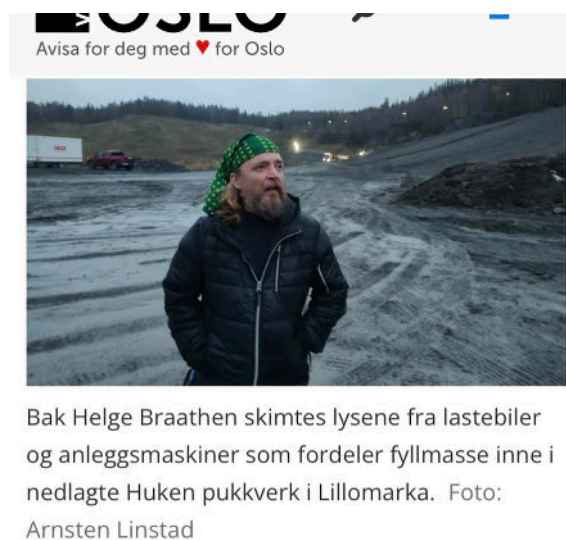 OSLO
Avisa for deg med ♥ for Oslo
Bak Helge Braathen skimtes lysene fra lastebiler
og anleggsmaskiner som fordeler fyllmasse inne i
nedlagte Huken pukkverk i Lillomarka. Foto:
Arnsten Linstad